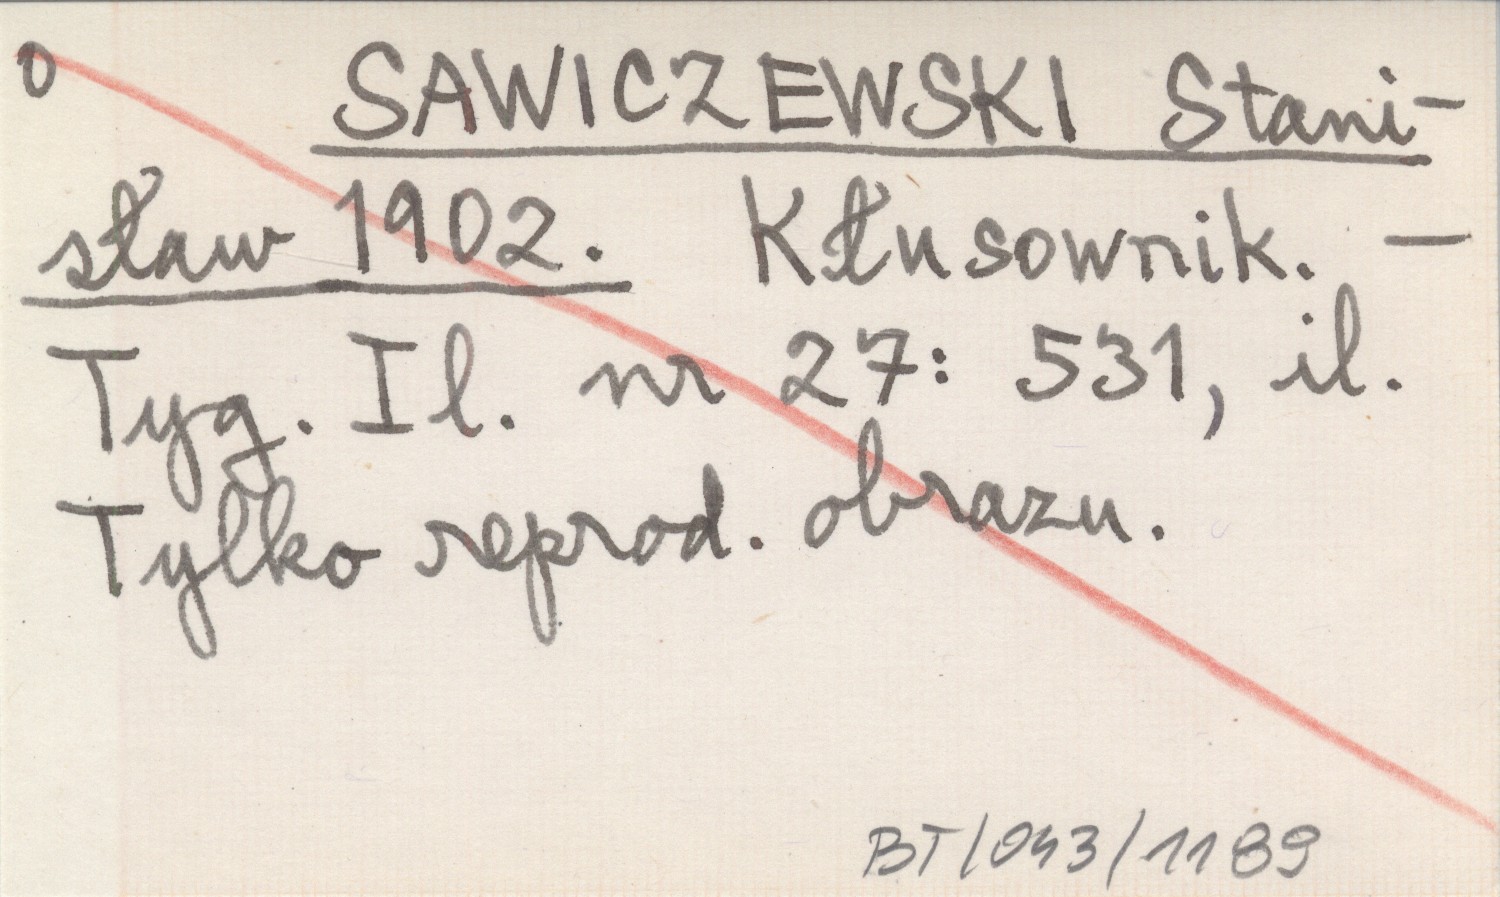 0 SAWICZEWSKI Stani-
sław 1902. Kłusownik. —
Tyg. Il. nr 27: 531, il.
Tylko reprod. obrazu.
BT/043/1189